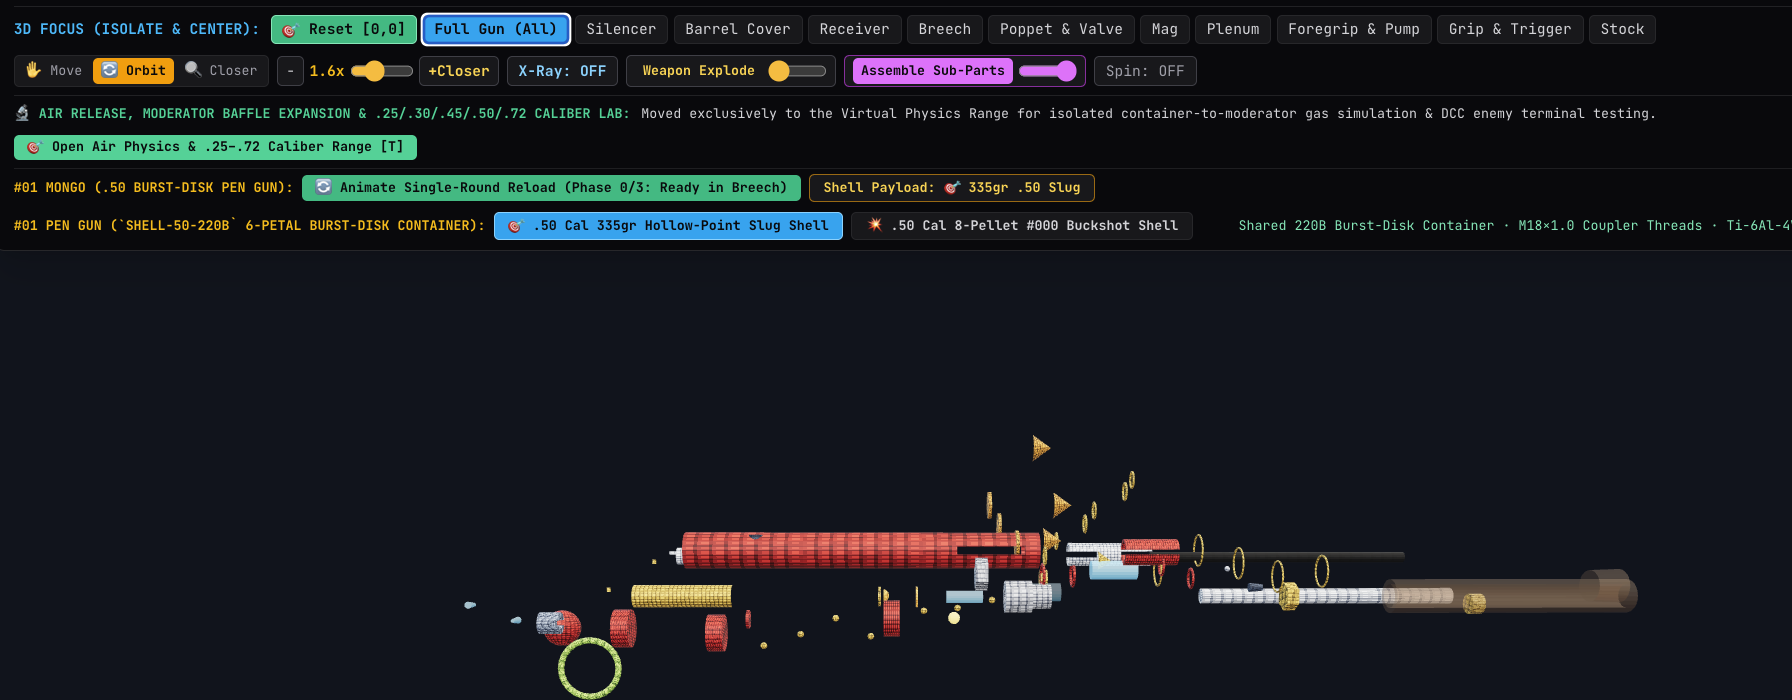 3D FOCUS (ISOLATE & CENTER): Reset [0,0] Full Gun (All) Silencer Barrel Cover Receiver Breech Poppet & Valve Mag Plenum Foregrip & Pump Grip & Trigger Stock
Move Orbit Closer - 1.6x +Closer X-Ray: OFF Weapon Explode Assemble Sub-Parts Spin: OFF
AIR RELEASE, MODERATOR BAFFLE EXPANSION & .25/.30/.45/.50/.72 CALIBER LAB: Moved exclusively to the Virtual Physics Range for isolated container-to-moderator gas simulation & DCC enemy terminal testing.
Open Air Physics & .25–.72 Caliber Range [T]
#01 MONGO (.50 BURST-DISK PEN GUN): Animate Single-Round Reload (Phase 0/3: Ready in Breech) Shell Payload: 335gr .50 Slug
#01 PEN GUN (`SHELL-50-220B` 6-PETAL BURST-DISK CONTAINER): .50 Cal 335gr Hollow-Point Slug Shell .50 Cal 8-Pellet #000 Buckshot Shell Shared 220B Burst-Disk Container · M18×1.0 Coupler Threads · Ti-6Al-4